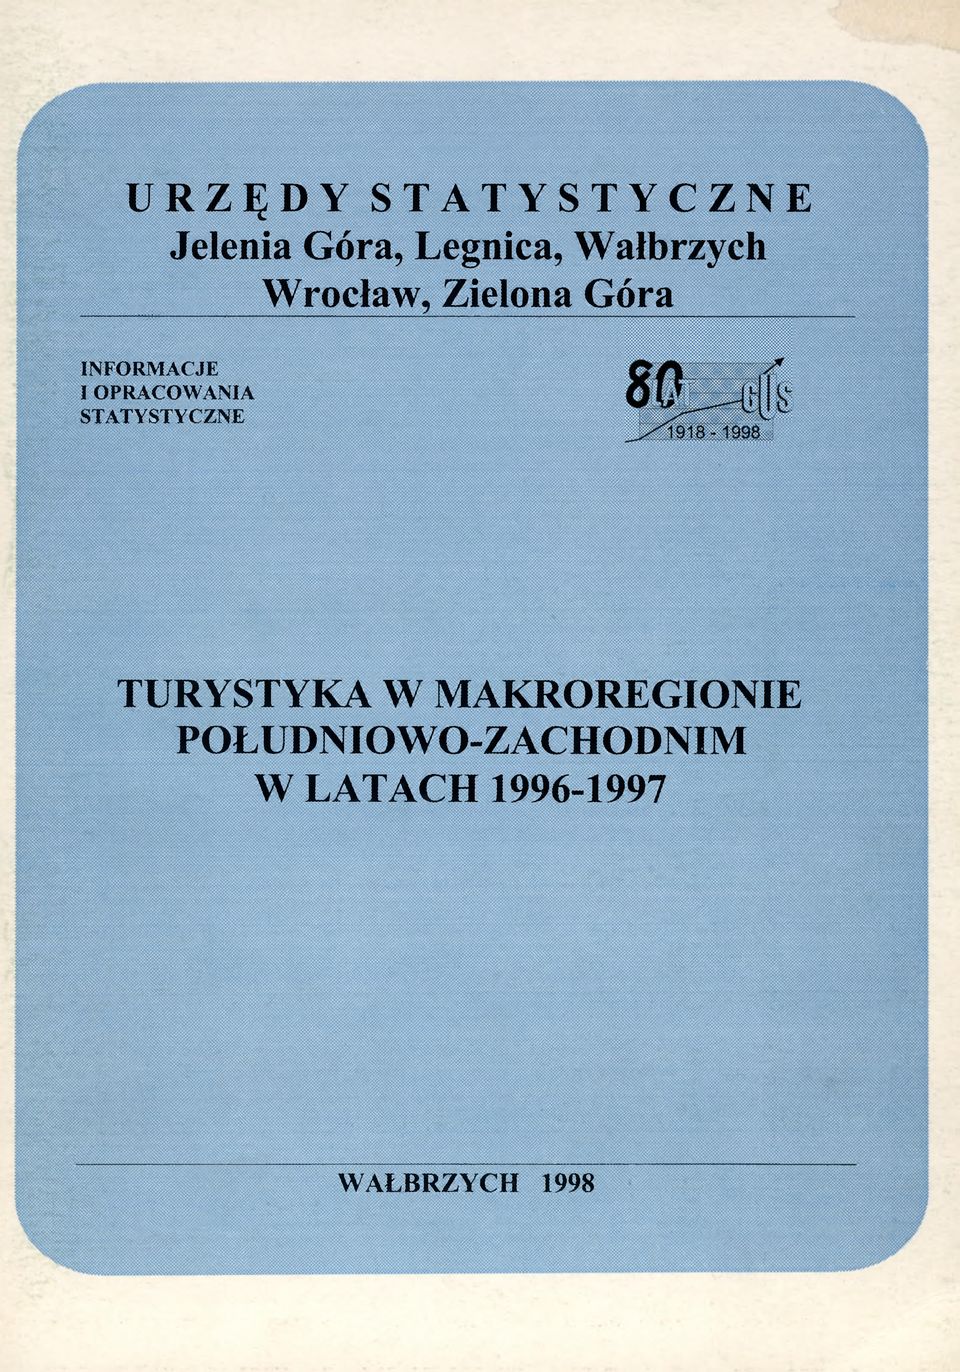 URZĘDY STATYSTYCZNE
Jelenia Góra, Legnica, Wałbrzych
Wrocław, Zielona Góra
INFORMACJE
I OPRACOWANIA
STATYSTYCZNE
80 LAT GUS
1918 - 1998
TURYSTYKA W MAKROREGIONIE
POŁUDNIOWO-ZACHODNIM
W LATACH 1996-1997
WAŁBRZYCH 1998